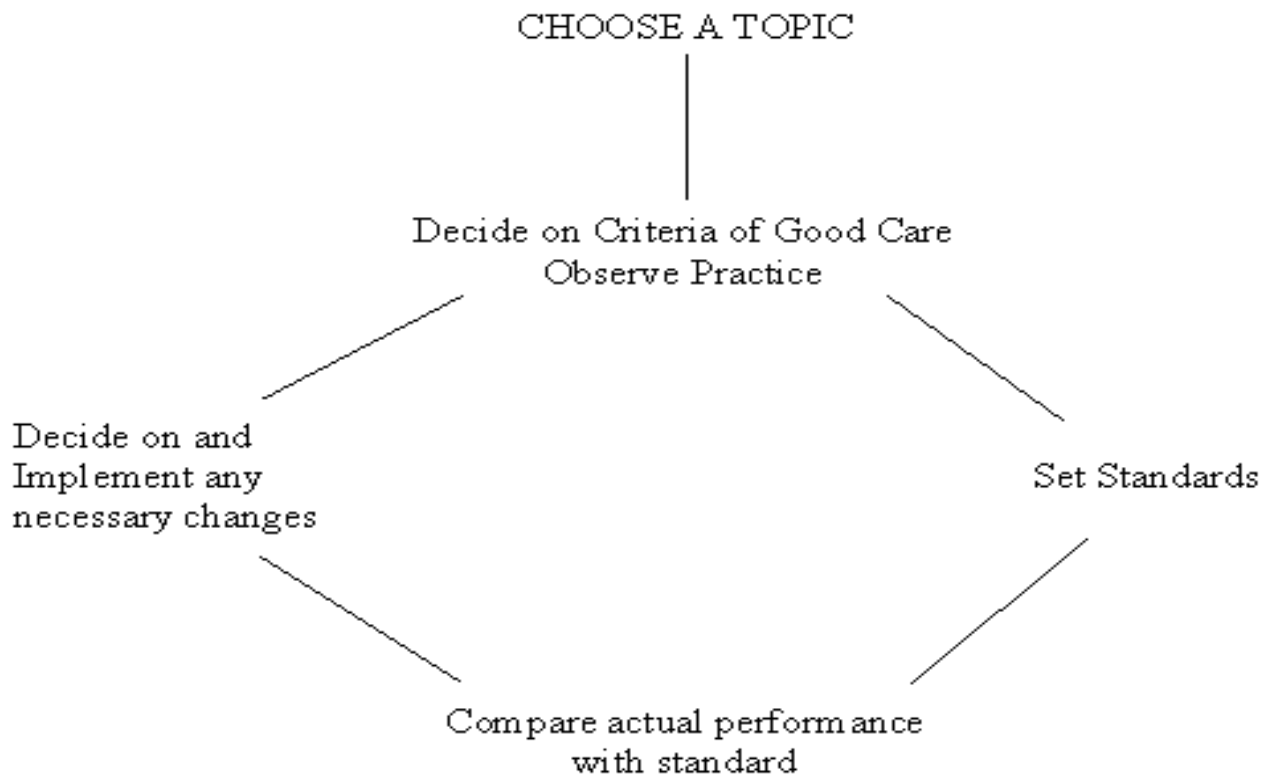 CHOOSE A TOPIC
Decide on Criteria of Good Care
Observe Practice
Decide on and
Implement any
necessary changes
Set Standards
Compare actual performance
with standard